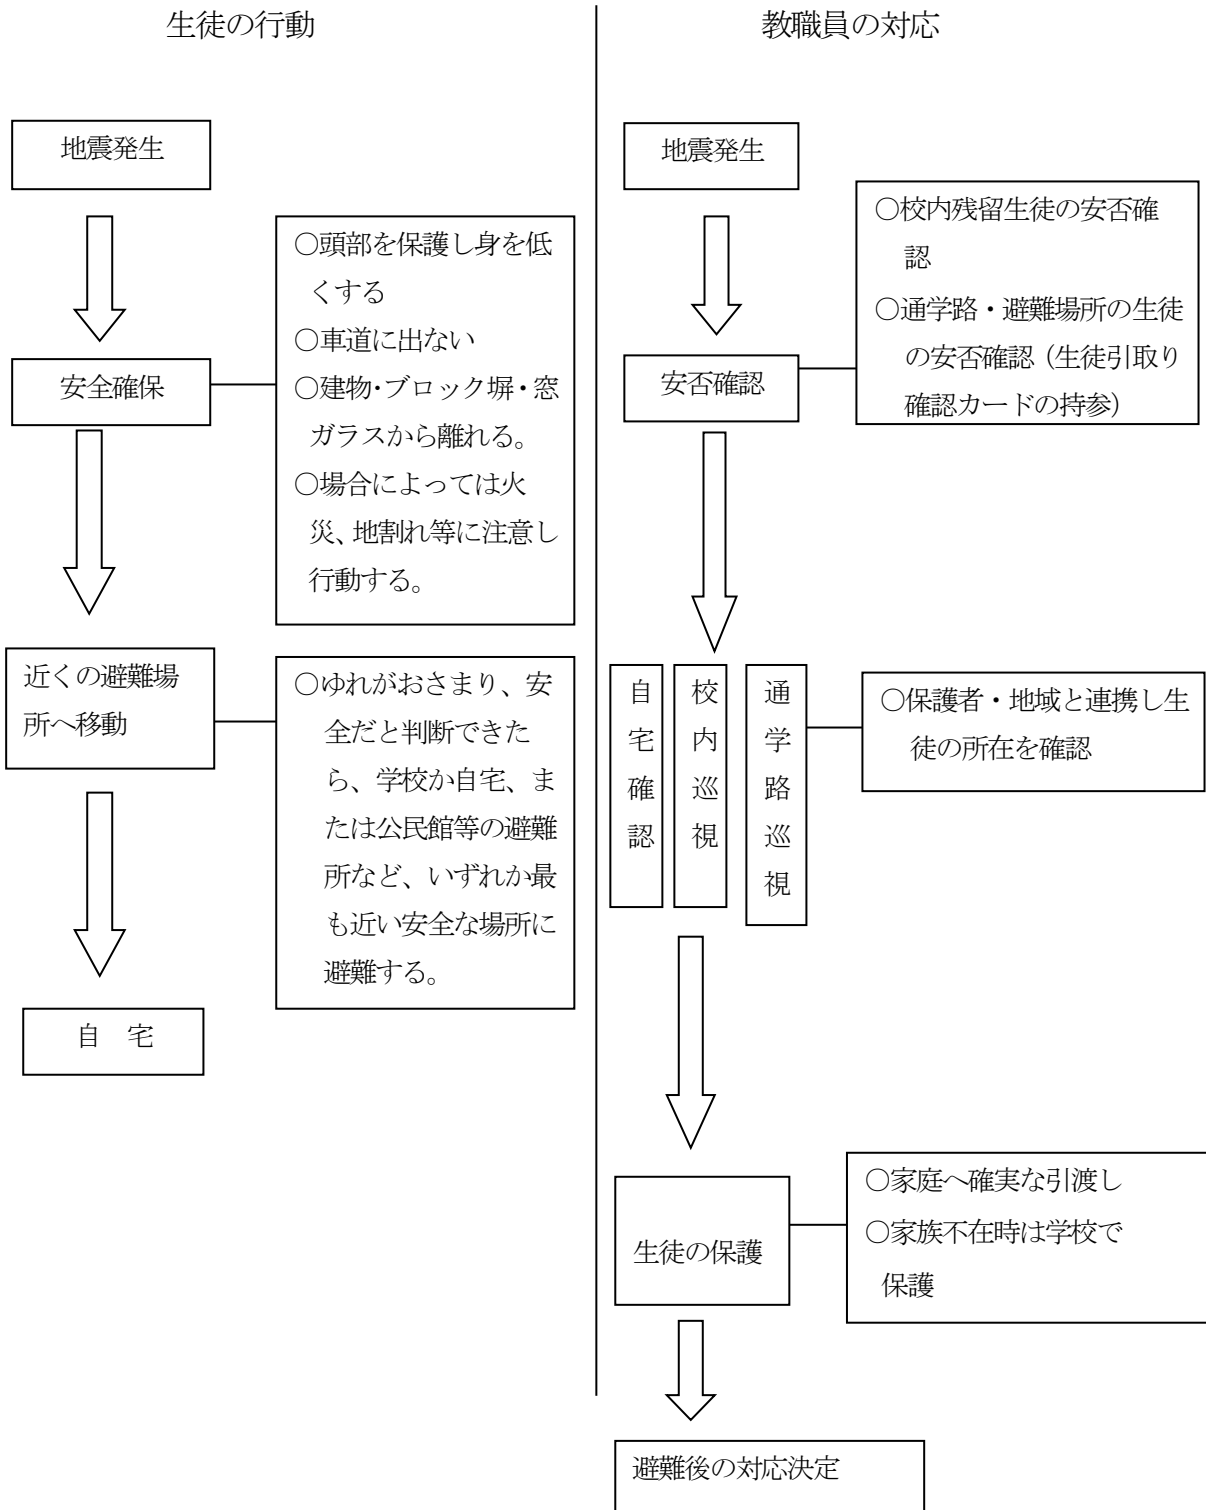 生徒の行動
地震発生
安全確保
○頭部を保護し身を低
くする
○車道に出ない
○建物・ブロック塀・窓
ガラスから離れる。
○場合によっては火
災、地割れ等に注意し
行動する。
近くの避難場
所へ移動
○ゆれがおさまり、安
全だと判断できた
ら、学校か自宅、ま
たは公民館等の避難
所など、いずれか最
も近い安全な場所に
避難する。
自　宅
教職員の対応
地震発生
安否確認
○校内残留生徒の安否確
認
○通学路・避難場所の生徒
の安否確認（生徒引取り
確認カードの持参）
自宅確認
校内巡視
通学路巡視
○保護者・地域と連携し生
徒の所在を確認
生徒の保護
○家庭へ確実な引渡し
○家族不在時は学校で
保護
避難後の対応決定